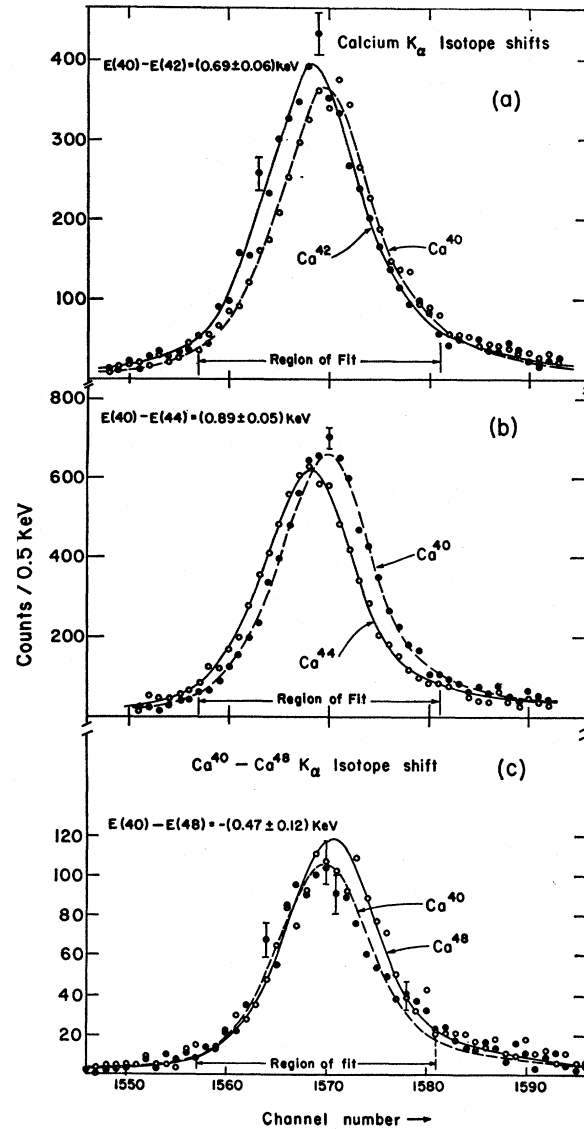 Calcium Kα Isotope shifts
400
E(40)-E(42)=(0.69±0.06)keV
(a)
300
200
Ca⁴²
Ca⁴⁰
100
Region of Fit
800
E(40)-E(44)=(0.89±0.05)KeV
(b)
600
Counts / 0.5 KeV
400
Ca⁴⁰
200
Ca⁴⁴
Region of Fit
Ca⁴⁰ – Ca⁴⁸ Kα Isotope shift
(c)
E(40)-E(48)=-(0.47±0.12) KeV
120
100
80
Ca⁴⁰
60
Ca⁴⁸
40
20
Region of fit
1550 1560 1570 1580 1590
Channel number →